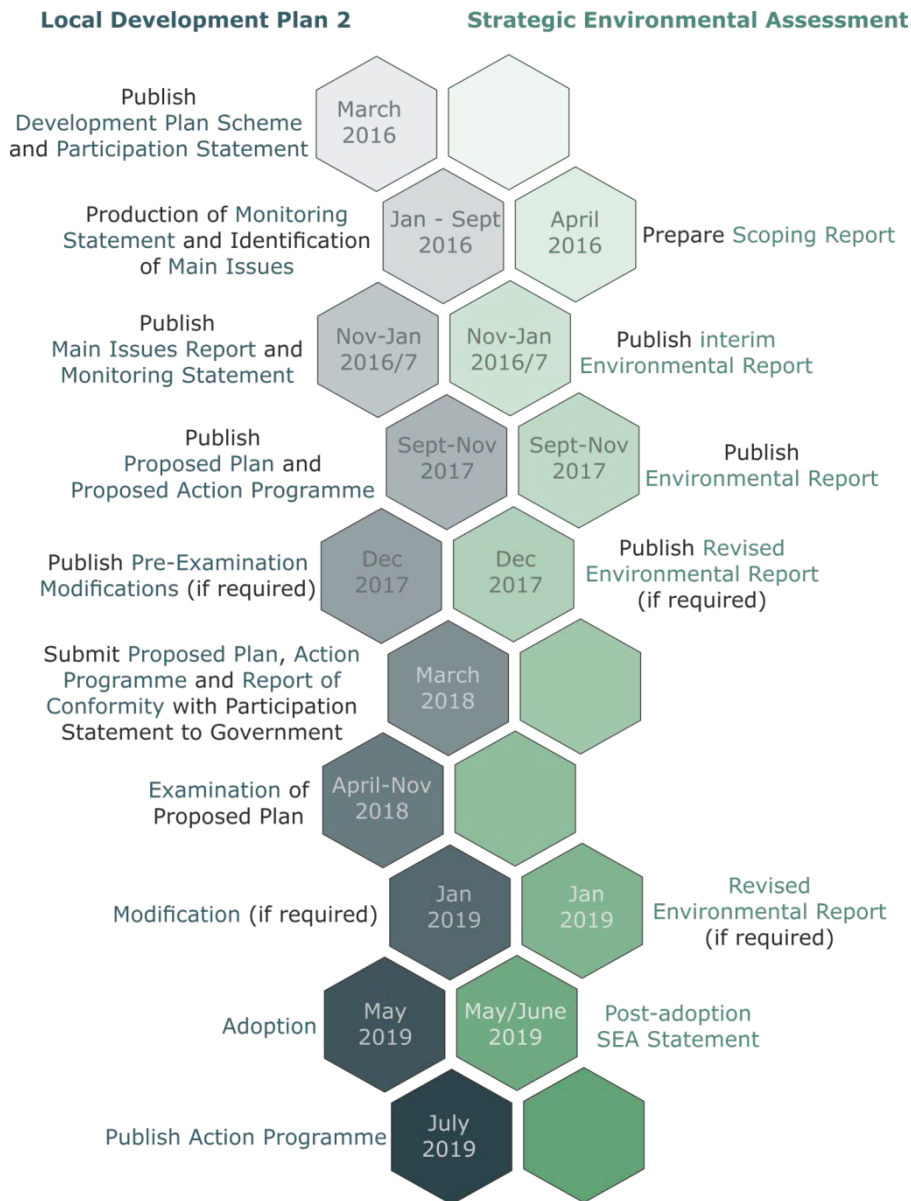 Local Development Plan 2
Strategic Environmental Assessment
Publish
Development Plan Scheme
and Participation Statement
March
2016
Production of Monitoring
Statement and Identification
of Main Issues
Jan - Sept
2016
April
2016
Prepare Scoping Report
Publish
Main Issues Report and
Monitoring Statement
Nov-Jan
2016/7
Nov-Jan
2016/7
Publish interim
Environmental Report
Publish
Proposed Plan and
Proposed Action Programme
Sept-Nov
2017
Sept-Nov
2017
Publish
Environmental Report
Publish Pre-Examination
Modifications (if required)
Dec
2017
Dec
2017
Publish Revised
Environmental Report
(if required)
Submit Proposed Plan, Action
Programme and Report of
Conformity with Participation
Statement to Government
March
2018
Examination of
Proposed Plan
April-Nov
2018
Modification (if required)
Jan
2019
Jan
2019
Revised
Environmental Report
(if required)
Adoption
May
2019
May/June
2019
Post-adoption
SEA Statement
Publish Action Programme
July
2019